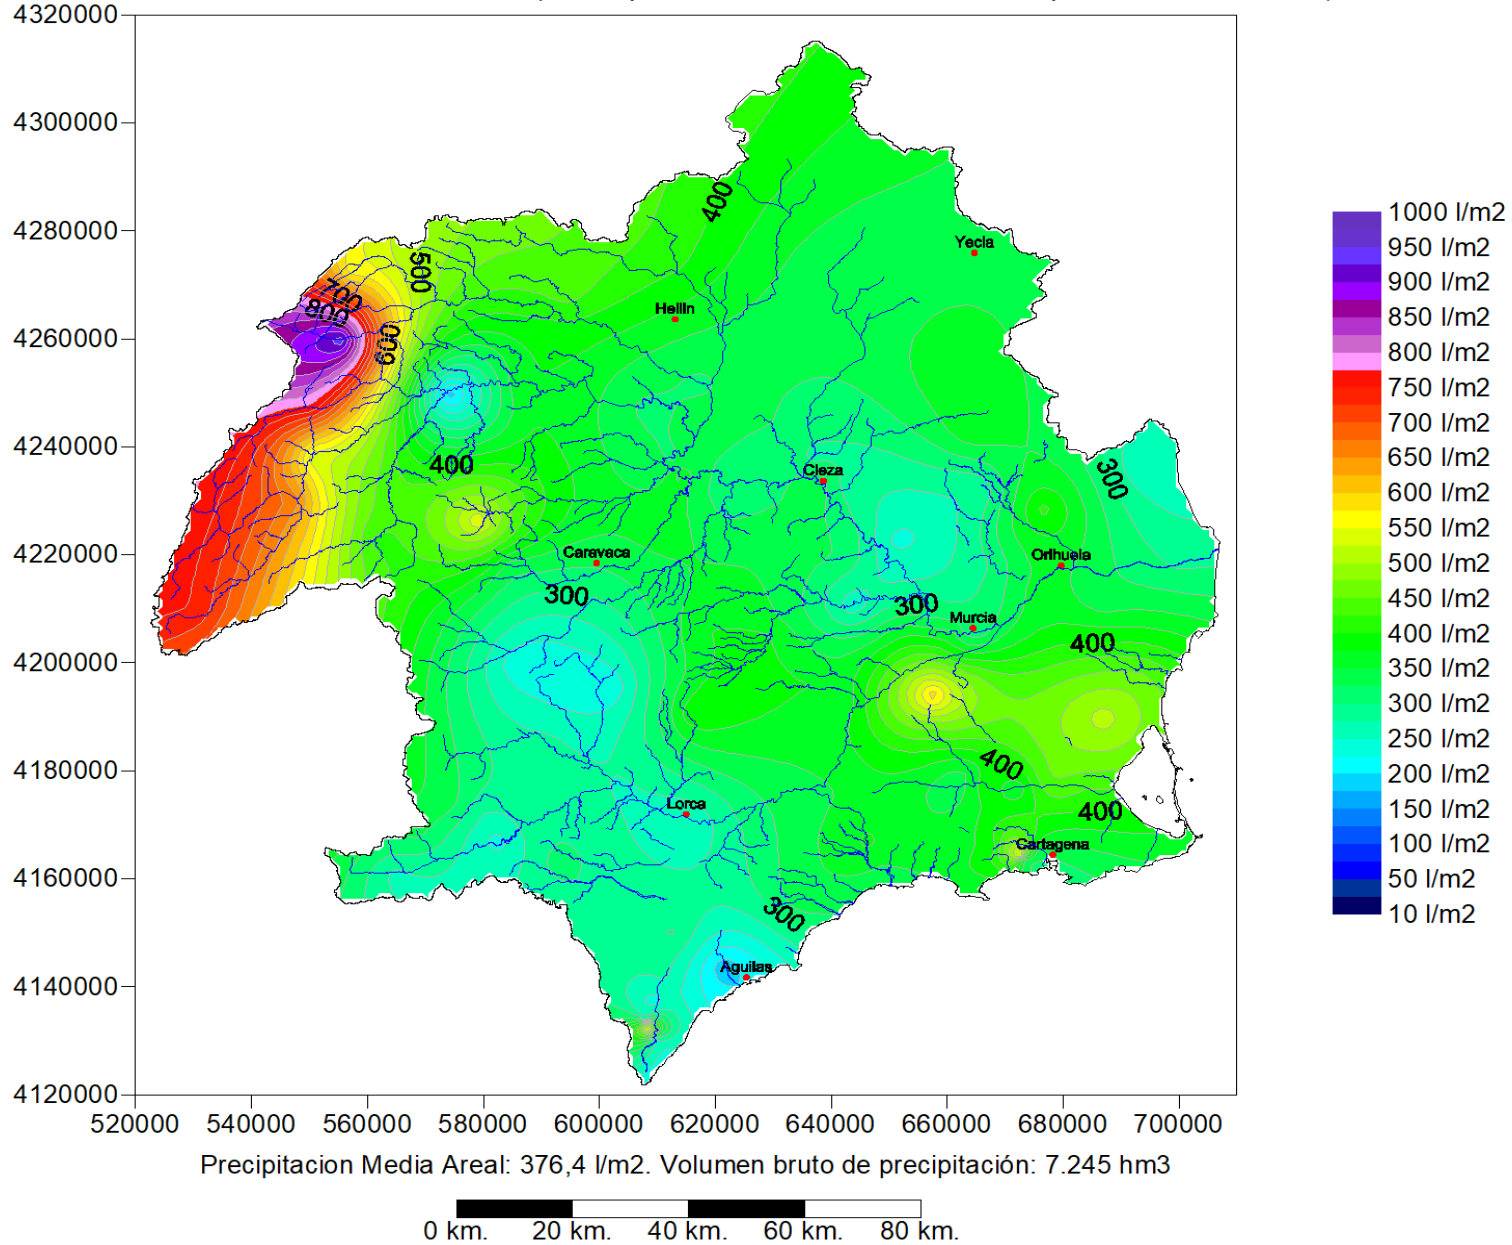 4320000
4300000
4280000
4260000
4240000
4220000
4200000
4180000
4160000
4140000
4120000
520000 540000 560000 580000 600000 620000 640000 660000 680000 700000
400
500
700
800
600
400
300
300
300
400
400
400
300
Yecla
Hellin
Cieza
Caravaca
Orihuela
Murcia
Lorca
Cartagena
Aguilas
1000 l/m2
950 l/m2
900 l/m2
850 l/m2
800 l/m2
750 l/m2
700 l/m2
650 l/m2
600 l/m2
550 l/m2
500 l/m2
450 l/m2
400 l/m2
350 l/m2
300 l/m2
250 l/m2
200 l/m2
150 l/m2
100 l/m2
50 l/m2
10 l/m2
Precipitacion Media Areal: 376,4 l/m2. Volumen bruto de precipitación: 7.245 hm3
0 km. 20 km. 40 km. 60 km. 80 km.